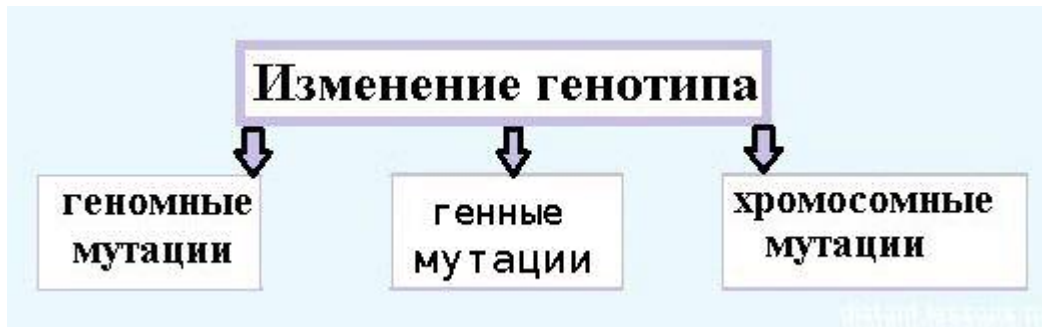 Изменение генотипа
геномные
мутации
генные
мутации
хромосомные
мутации